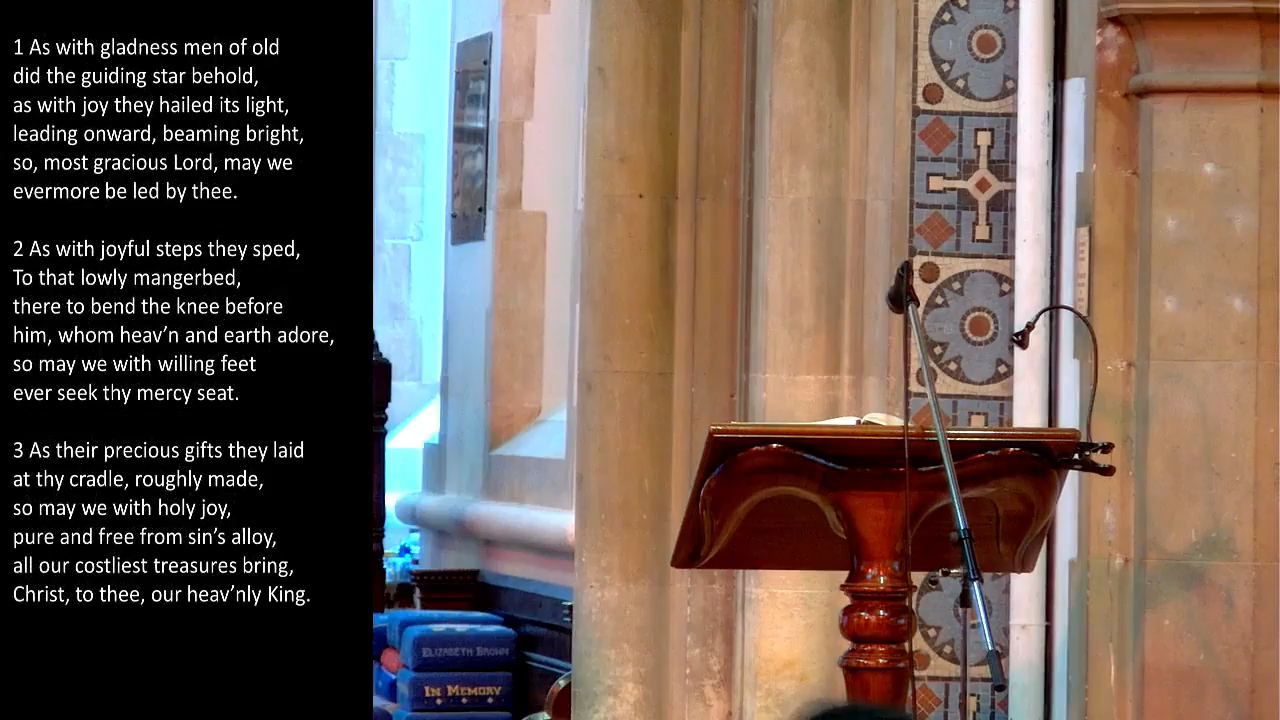 1 As with gladness men of old
did the guiding star behold,
as with joy they hailed its light,
leading onward, beaming bright,
so, most gracious Lord, may we
evermore be led by thee.
2 As with joyful steps they sped,
To that lowly mangerbed,
there to bend the knee before
him, whom heav’n and earth adore,
so may we with willing feet
ever seek thy mercy seat.
3 As their precious gifts they laid
at thy cradle, roughly made,
so may we with holy joy,
pure and free from sin’s alloy,
all our costliest treasures bring,
Christ, to thee, our heav’nly King.
ELIZABETH BROWN
IN MEMORY